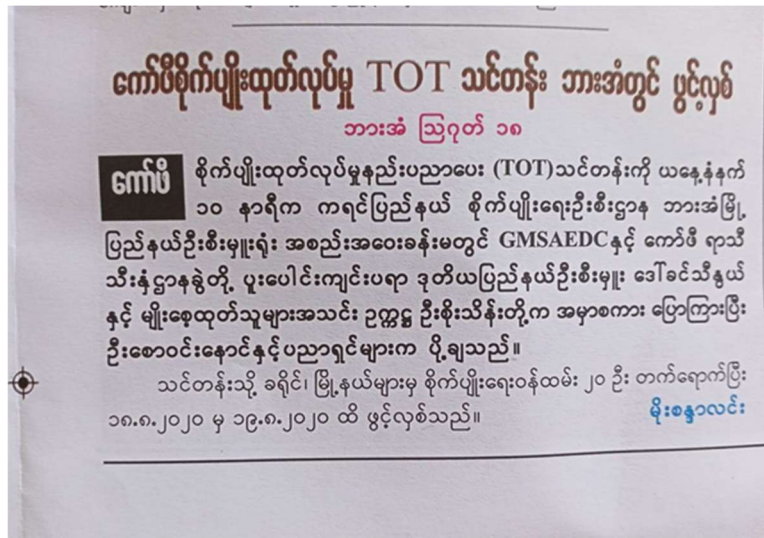 ကော်ဖီစိုက်ပျိုးထုတ်လုပ်မှု TOT သင်တန်း ဘားအံတွင် ဖွင့်လှစ်
ဘားအံ ဩဂုတ် ၁၈
ကော်ဖီ စိုက်ပျိုးထုတ်လုပ်မှုနည်းပညာပေး (TOT)သင်တန်းကို ယနေ့နံနက်
၁၀ နာရီက ကရင်ပြည်နယ် စိုက်ပျိုးရေးဦးစီးဌာန ဘားအံမြို့
ပြည်နယ်ဦးစီးမှူးရုံး အစည်းအဝေးခန်းမတွင် GMSAEDCနှင့် ကော်ဖီ ရာသီ
သီးနှံဌာနခွဲတို့ ပူးပေါင်းကျင်းပရာ ဒုတိယပြည်နယ်ဦးစီးမှူး ဒေါ်ခင်သီနွယ်
နှင့် မျိုးစေ့ထုတ်သူများအသင်း ဥက္ကဋ္ဌ ဦးစိုးသိန်းတို့က အမှာစကား ပြောကြားပြီး
ဦးစောဝင်းနောင်နှင့်ပညာရှင်များက ပို့ချသည်။
သင်တန်းသို့ ခရိုင်၊ မြို့နယ်များမှ စိုက်ပျိုးရေးဝန်ထမ်း ၂၀ ဦး တက်ရောက်ပြီး
၁၈.၈.၂၀၂၀ မှ ၁၉.၈.၂၀၂၀ ထိ ဖွင့်လှစ်သည်။ မိုးစန္ဒာလင်း